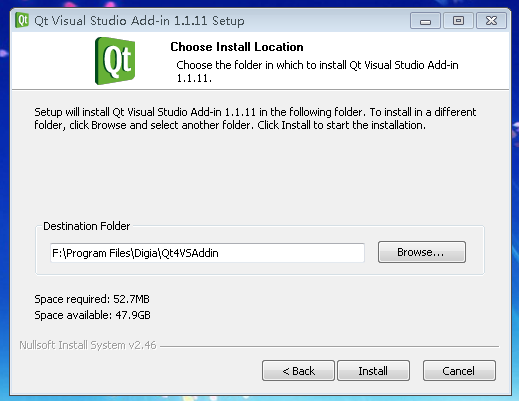 Qt Visual Studio Add-in 1.1.11 Setup
Qt
Choose Install Location
Choose the folder in which to install Qt Visual Studio Add-in
1.1.11.
Setup will install Qt Visual Studio Add-in 1.1.11 in the following folder. To install in a different
folder, click Browse and select another folder. Click Install to start the installation.
Destination Folder
F:\Program Files\Digia\Qt4VSAddin
Browse...
Space required: 52.7MB
Space available: 47.9GB
Nullsoft Install System v2.46
< Back
Install
Cancel